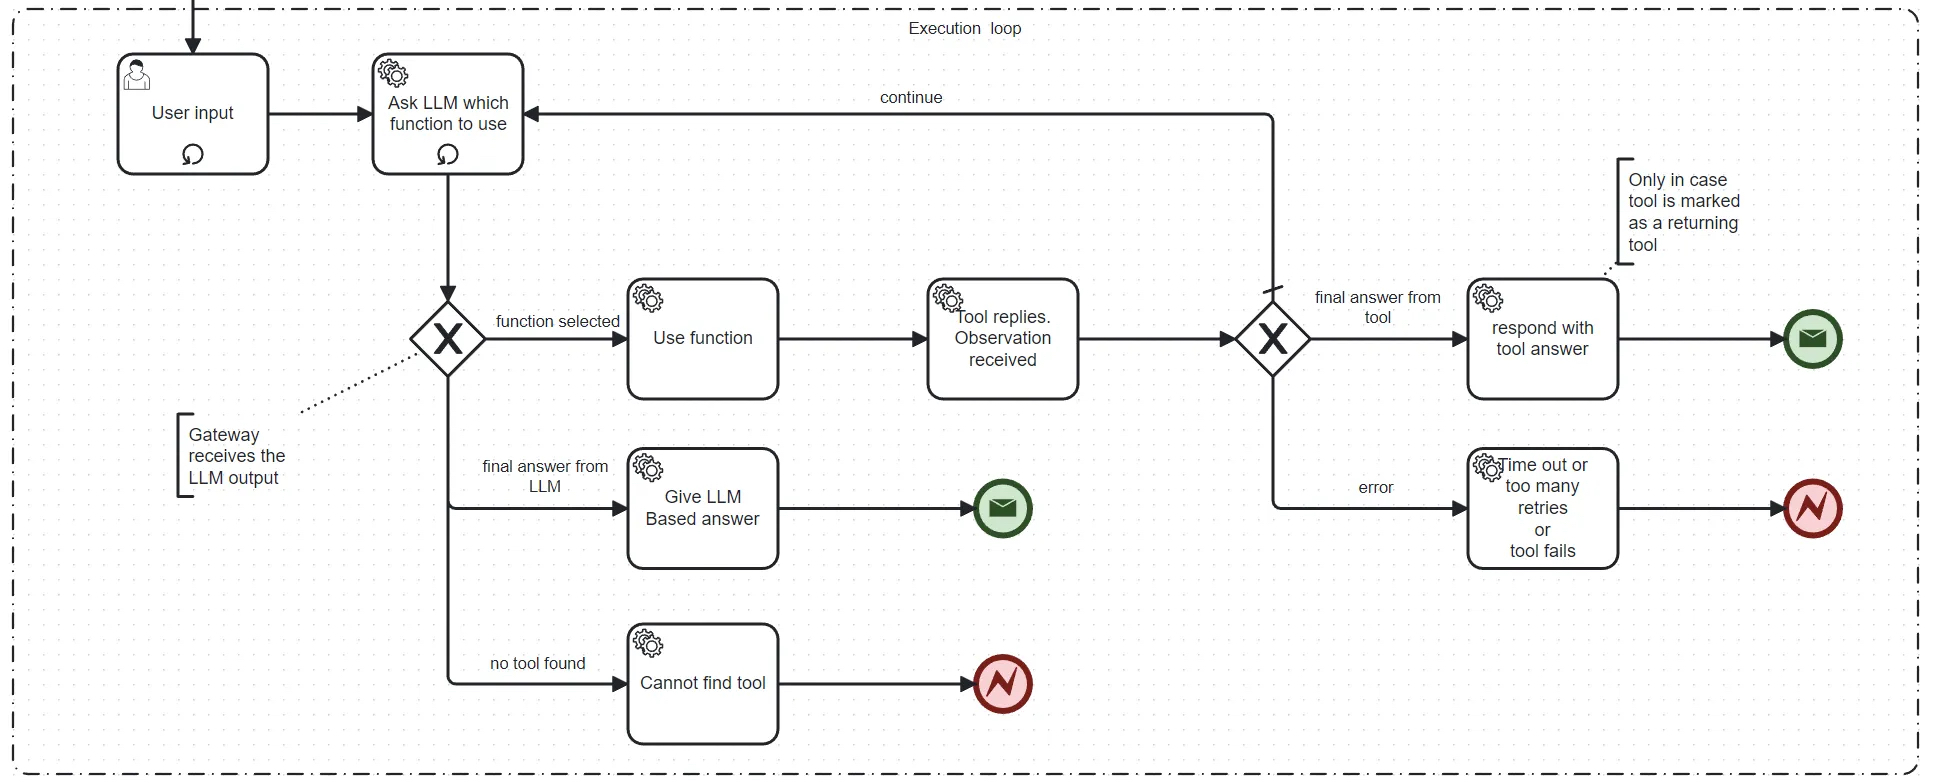 Execution loop
User input
Ask LLM which
function to use
continue
Only in case
tool is marked
as a returning
tool
function selected
Use function
Tool replies.
Observation
received
final answer from
tool
respond with
tool answer
Gateway
receives the
LLM output
final answer from
LLM
Give LLM
Based answer
error
Time out or
too many
retries
or
tool fails
no tool found
Cannot find tool